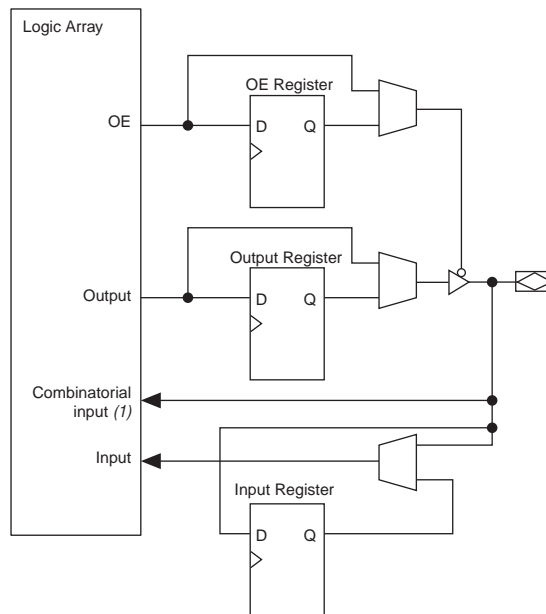 Logic Array
OE Register
OE
D Q
Output Register
Output
D Q
Combinatorial
input (1)
Input
Input Register
D Q